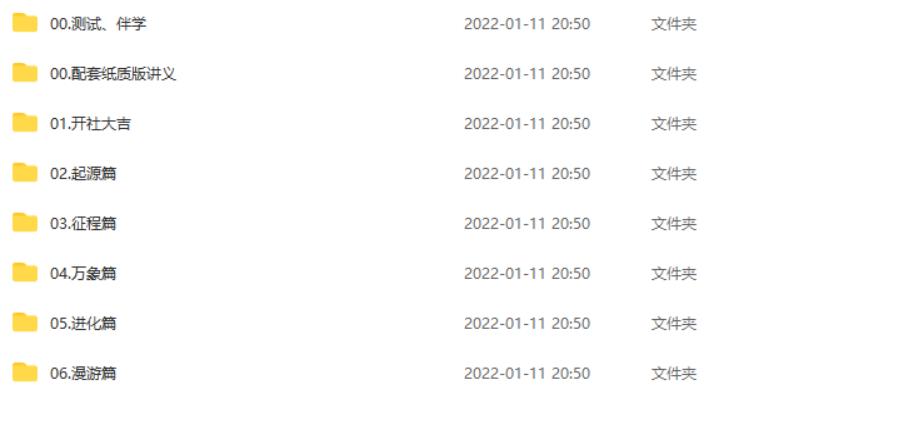 00.测试、伴学 2022-01-11 20:50 文件夹
00.配套纸质版讲义 2022-01-11 20:50 文件夹
01.开社大吉 2022-01-11 20:50 文件夹
02.起源篇 2022-01-11 20:50 文件夹
03.征程篇 2022-01-11 20:50 文件夹
04.万象篇 2022-01-11 20:50 文件夹
05.进化篇 2022-01-11 20:50 文件夹
06.漫游篇 2022-01-11 20:50 文件夹